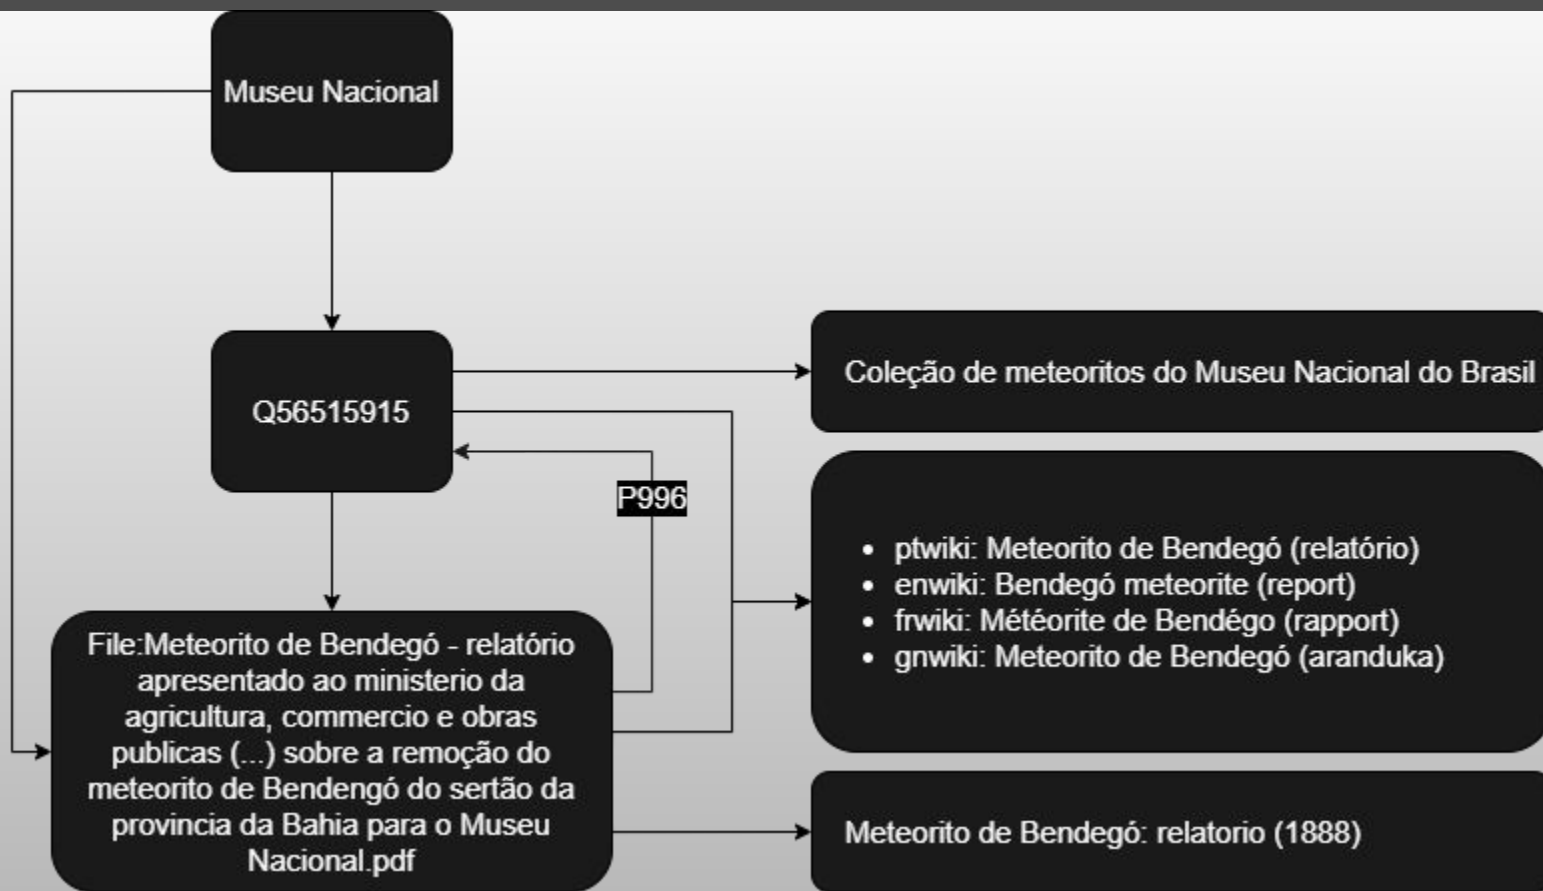 Museu Nacional
Q56515915
Coleção de meteoritos do Museu Nacional do Brasil
P996
• ptwiki: Meteorito de Bendegó (relatório)
• enwiki: Bendegó meteorite (report)
• frwiki: Météorite de Bendégo (rapport)
• gnwiki: Meteorito de Bendegó (aranduka)
File:Meteorito de Bendegó - relatório
apresentado ao ministerio da
agricultura, commercio e obras
publicas (...) sobre a remoção do
meteorito de Bendengó do sertão da
provincia da Bahia para o Museu
Nacional.pdf
Meteorito de Bendegó: relatorio (1888)